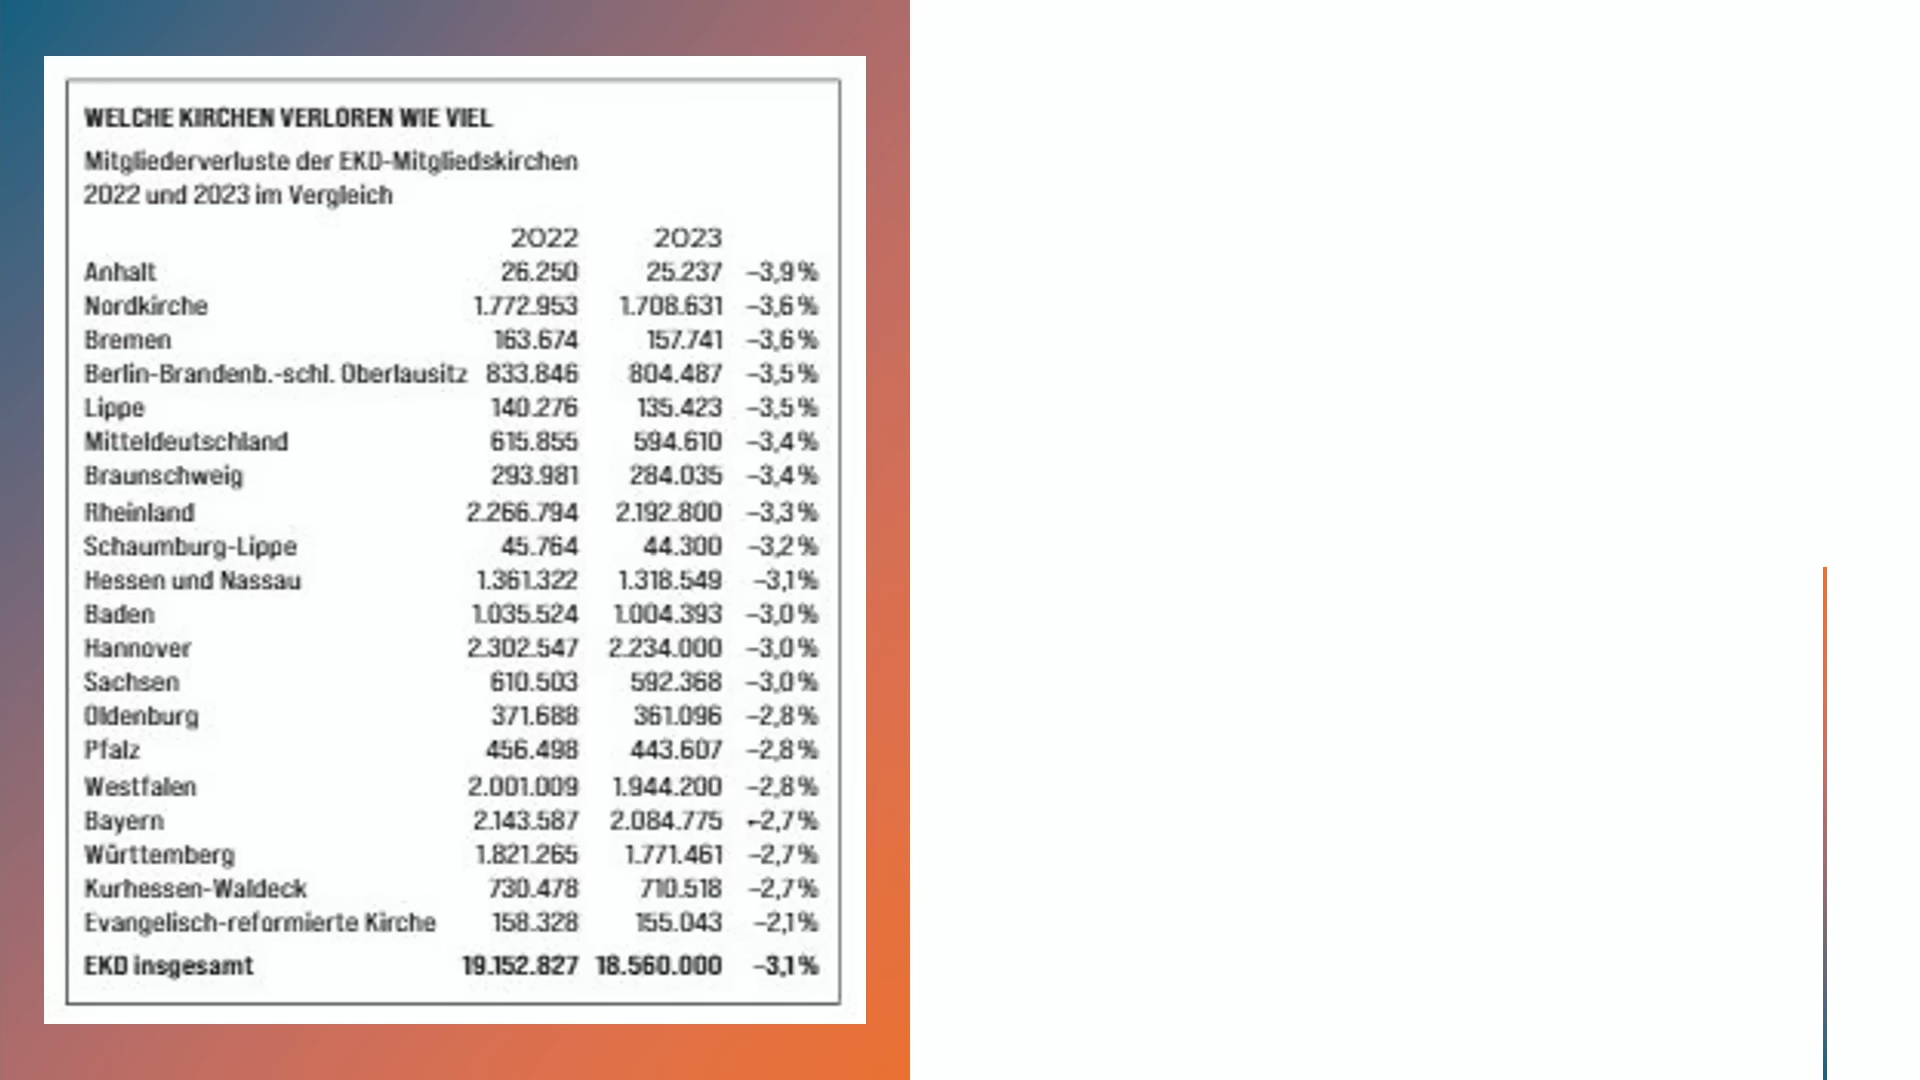 WELCHE KIRCHEN VERLOREN WIE VIEL
Mitgliederverluste der EKD-Mitgliedskirchen
2022 und 2023 im Vergleich
2022 2023
Anhalt 26.250 25.237 –3,9%
Nordkirche 1.772.953 1.708.631 –3,6%
Bremen 163.674 157.741 –3,6%
Berlin-Brandenb.-schl. Oberlausitz 833.846 804.487 –3,5%
Lippe 140.276 135.423 –3,5%
Mitteldeutschland 615.855 594.610 –3,4%
Braunschweig 293.981 284.035 –3,4%
Rheinland 2.266.794 2.192.800 –3,3%
Schaumburg-Lippe 45.764 44.300 –3,2%
Hessen und Nassau 1.361.322 1.318.549 –3,1%
Baden 1.035.524 1.004.393 –3,0%
Hannover 2.302.547 2.234.000 –3,0%
Sachsen 610.503 592.368 –3,0%
Oldenburg 371.688 361.096 –2,8%
Pfalz 456.498 443.607 –2,8%
Westfalen 2.001.009 1.944.200 –2,8%
Bayern 2.143.587 2.084.775 –2,7%
Württemberg 1.821.265 1.771.461 –2,7%
Kurhessen-Waldeck 730.478 710.518 –2,7%
Evangelisch-reformierte Kirche 158.328 155.043 –2,1%
EKD insgesamt 19.152.827 18.560.000 –3,1%